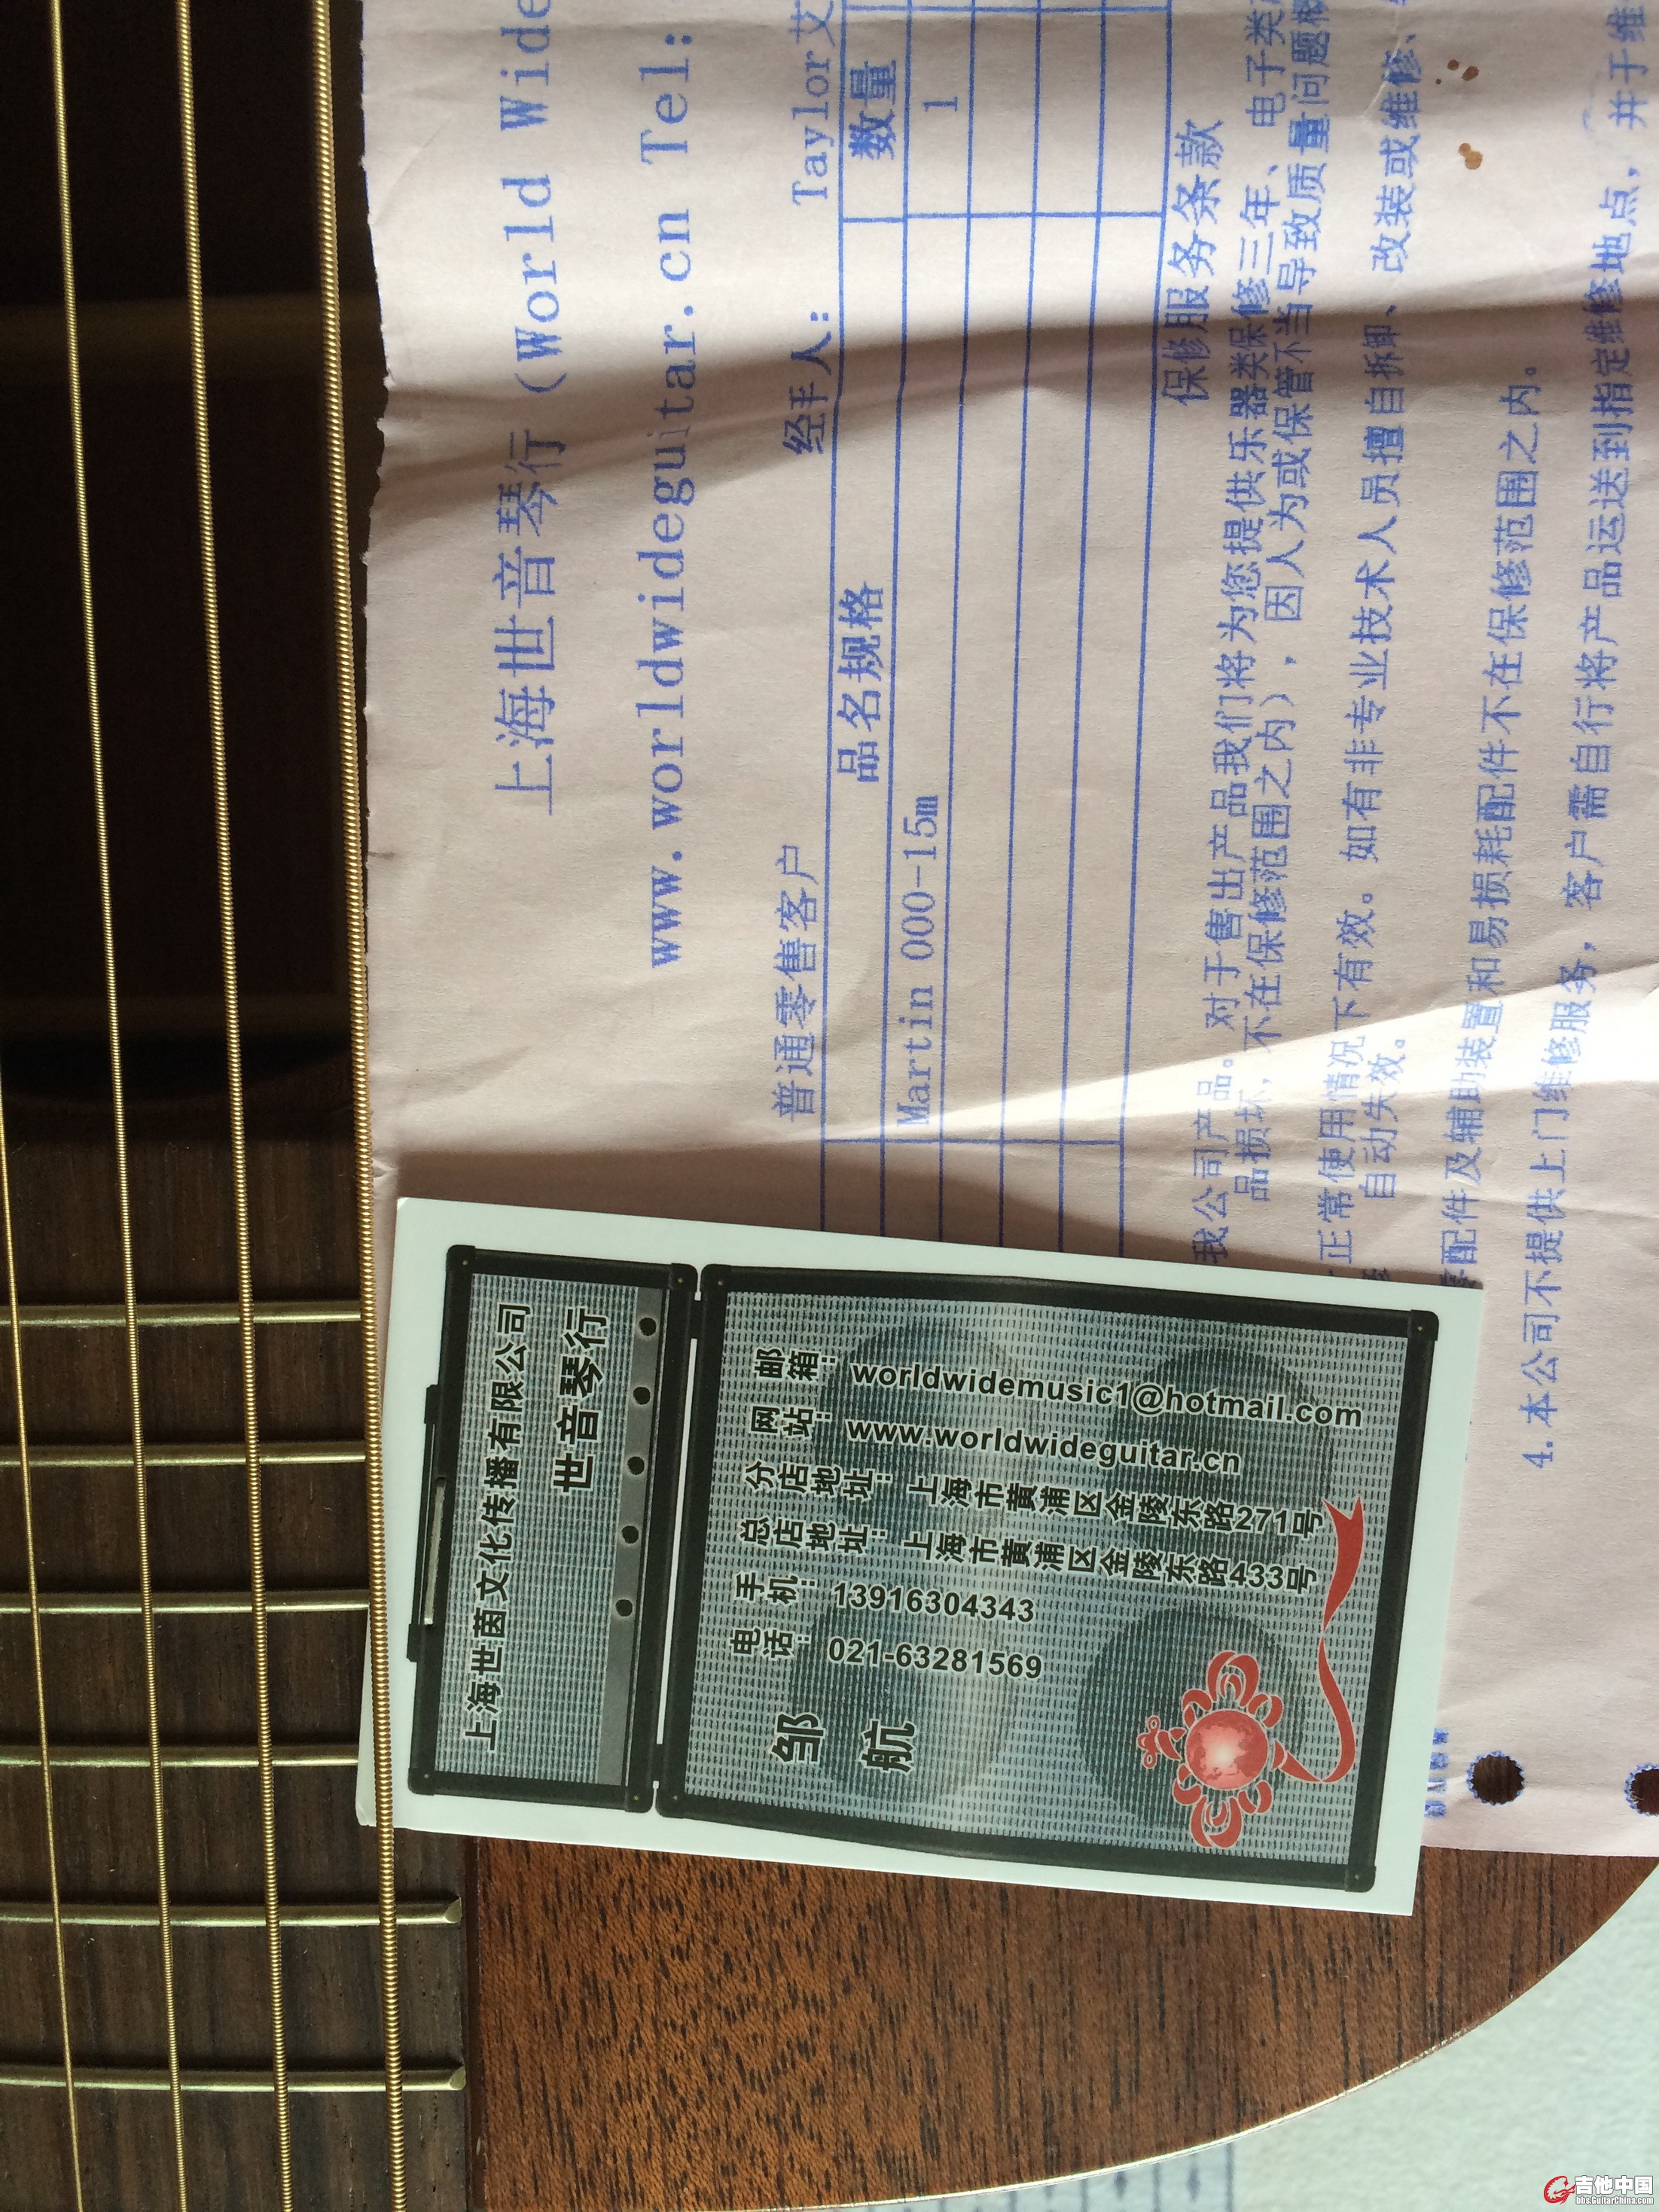 上海世音琴行（World Wide
www.worldwideguitar.cn Tel:
普通零售客户 经手人： Taylor艾
品名规格 数量
Martin 000-15m 1
保修服务条款
我公司产品。对于售出产品我们将为您提供乐器类保修三年、电子类
品损坏，不在保修范围之内），因人为或保管不当导致质量问题
正常使用情况下有效。如有非专业技术人员擅自拆卸、改装或维修、
自动失效。
配件及辅助装置和易损耗配件不在保修范围之内。
4.本公司不提供上门维修服务，客户需自行将产品运送到指定维修地点，并于维
上海世茵文化传播有限公司
世音琴行
邹航
电话：021-63281569
手机：13916304343
总店地址：上海市黄浦区金陵东路433号
分店地址：上海市黄浦区金陵东路271号
网站：www.worldwideguitar.cn
邮箱：worldwidemusic1@hotmail.com
吉他中国
bbs.GuitarChina.com